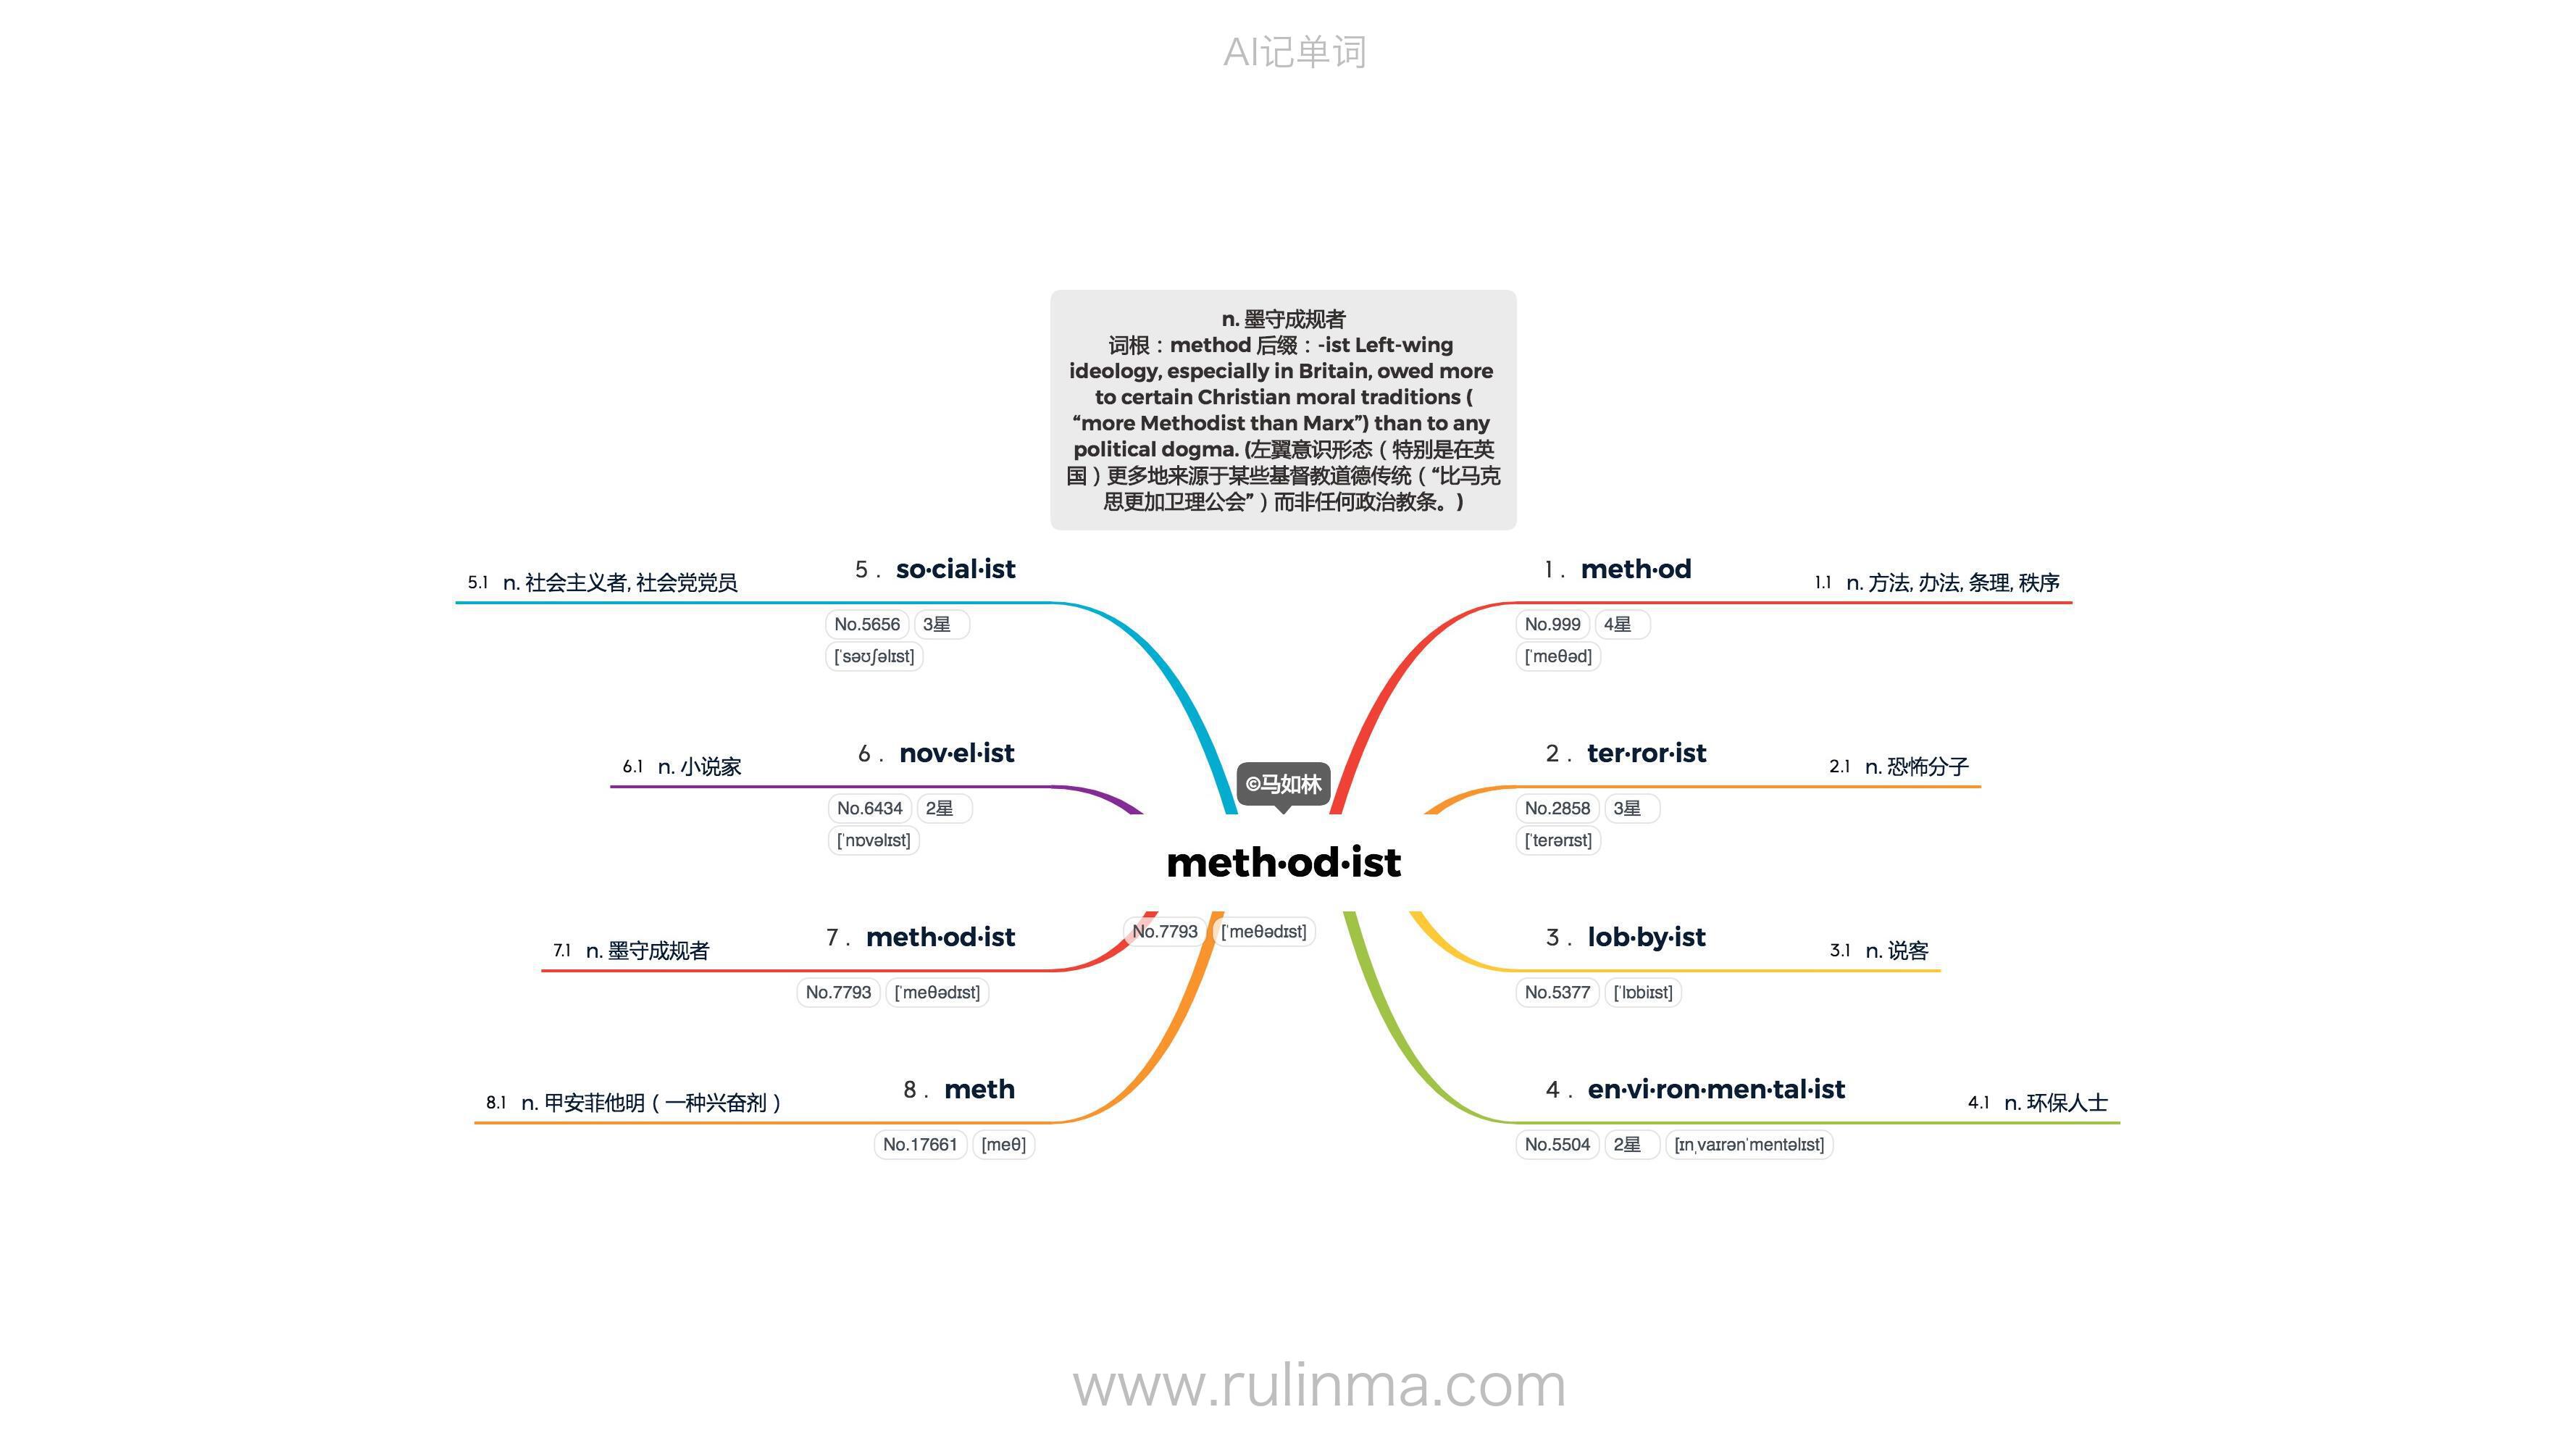 AI记单词
n. 墨守成规者
词根：method 后缀：-ist Left-wing
ideology, especially in Britain, owed more
to certain Christian moral traditions (
“more Methodist than Marx”) than to any
political dogma. (左翼意识形态（特别是在英
国）更多地来源于某些基督教道德传统（“比马克
思更加卫理公会”）而非任何政治教条。)
©马如林
meth·od·ist
No.7793 [ˈmeθədɪst]
1. meth·od
No.999 4星
[ˈmeθəd]
1.1 n. 方法, 办法, 条理, 秩序
2. ter·ror·ist
No.2858 3星
[ˈterərɪst]
2.1 n. 恐怖分子
3. lob·by·ist
No.5377 [ˈlɒbiɪst]
3.1 n. 说客
4. en·vi·ron·men·tal·ist
No.5504 2星 [ɪnˌvaɪrənˈmentəlɪst]
4.1 n. 环保人士
5. so·cial·ist
No.5656 3星
[ˈsəʊʃəlɪst]
5.1 n. 社会主义者, 社会党党员
6. nov·el·ist
No.6434 2星
[ˈnɒvəlɪst]
6.1 n. 小说家
7. meth·od·ist
No.7793 [ˈmeθədɪst]
7.1 n. 墨守成规者
8. meth
No.17661 [meθ]
8.1 n. 甲安菲他明（一种兴奋剂）
www.rulinma.com